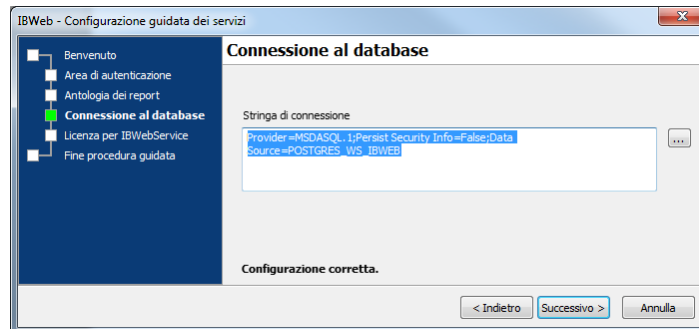 IBWeb - Configurazione guidata dei servizi
Benvenuto
Area di autenticazione
Antologia dei report
Connessione al database
Licenza per IBWebService
Fine procedura guidata
Connessione al database
Stringa di connessione
Provider=MSDASQL.1;Persist Security Info=False;Data
Source=POSTGRES_WS_IBWEB
...
Configurazione corretta.
< Indietro
Successivo >
Annulla